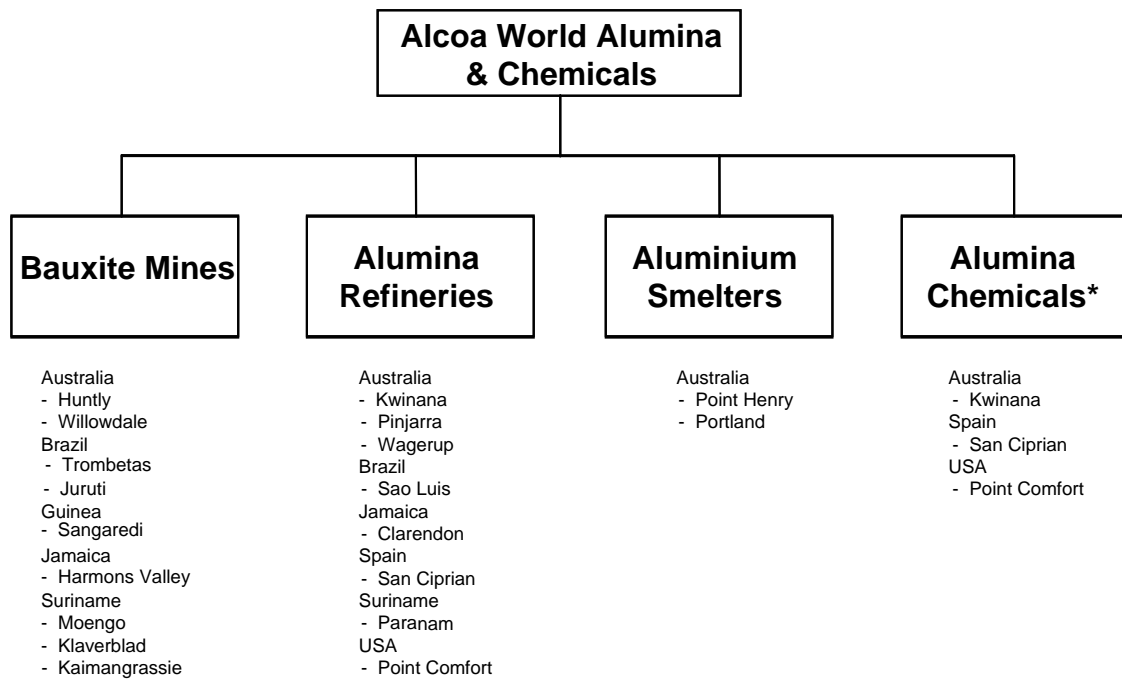 Alcoa World Alumina
& Chemicals
Bauxite Mines
Alumina
Refineries
Aluminium
Smelters
Alumina
Chemicals*
Australia
- Huntly
- Willowdale
Brazil
- Trombetas
- Juruti
Guinea
- Sangaredi
Jamaica
- Harmons Valley
Suriname
- Moengo
- Klaverblad
- Kaimangrassie
Australia
- Kwinana
- Pinjarra
- Wagerup
Brazil
- Sao Luis
Jamaica
- Clarendon
Spain
- San Ciprian
Suriname
- Paranam
USA
- Point Comfort
Australia
- Point Henry
- Portland
Australia
- Kwinana
Spain
- San Ciprian
USA
- Point Comfort